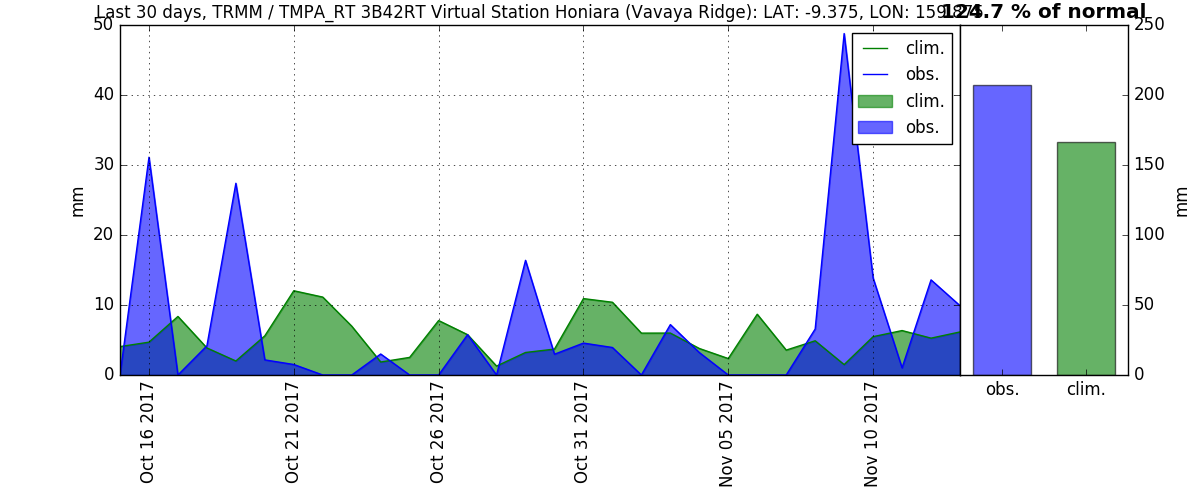 Last 30 days, TRMM / TMPA_RT 3B42RT Virtual Station Honiara (Vavaya Ridge): LAT: -9.375, LON:
124.7 % of normal
clim.
obs.
clim.
obs.
50
40
30
20
10
0
mm
250
200
150
100
50
0
mm
obs. clim.
Oct 16 2017
Oct 21 2017
Oct 26 2017
Oct 31 2017
Nov 05 2017
Nov 10 2017